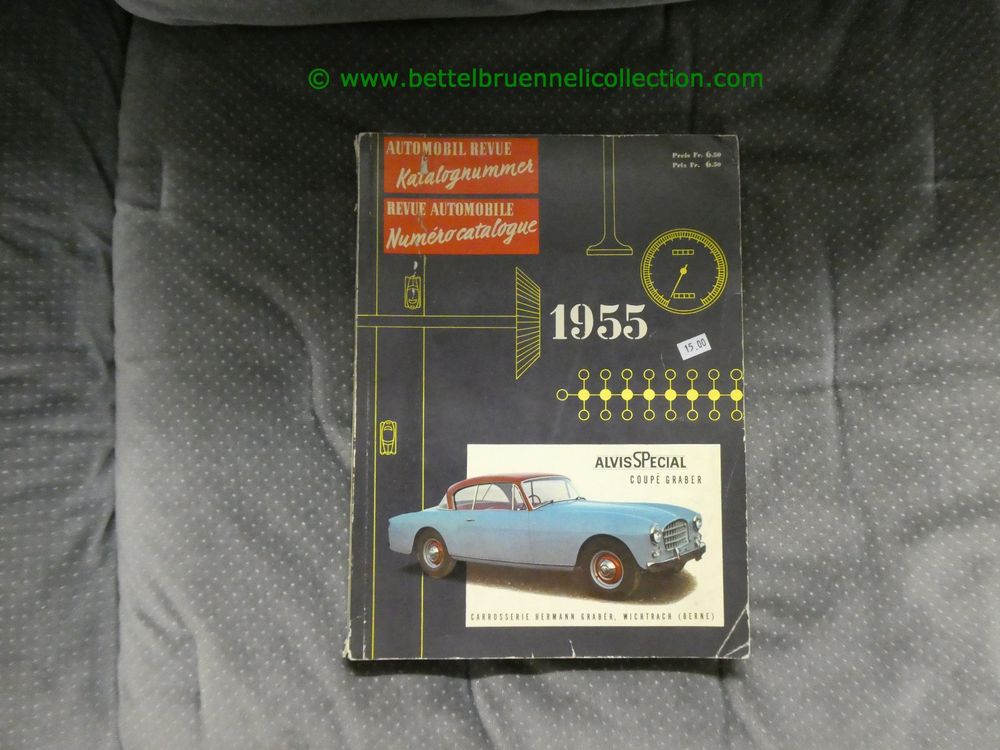 © www.bettelbruennelicollection.com
AUTOMOBIL REVUE
Katalognummer
REVUE AUTOMOBILE
Numéro catalogue
Preis Fr. 6.50
Prix Fr. 6.50
1955
15.00
ALVIS SPECIAL
COUPÉ GRABER
CARROSSERIE HERMANN GRABER, WICHTRACH (BERNE)